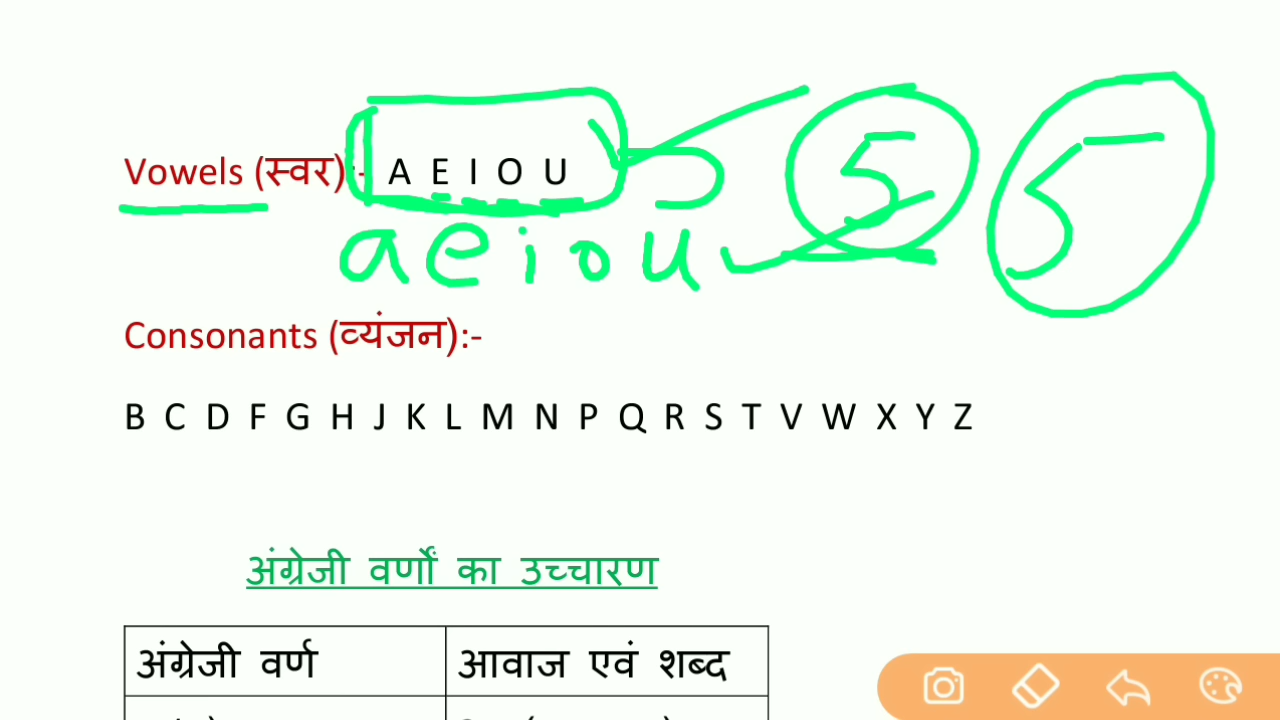 Vowels (स्वर):- A E I O U 5 5
a e i o u
Consonants (व्यंजन):-
B C D F G H J K L M N P Q R S T V W X Y Z
अंग्रेजी वर्णों का उच्चारण
अंग्रेजी वर्ण आवाज एवं शब्द